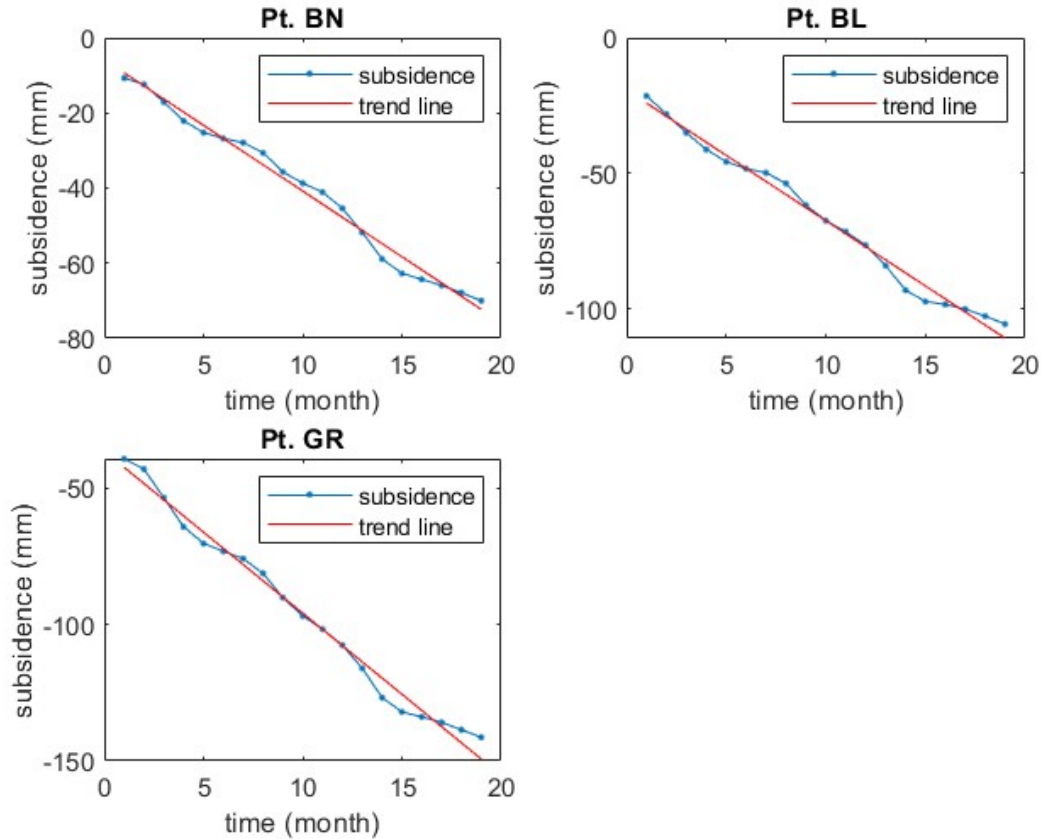 Pt. BN
0
-20
-40
-60
-80
subsidence (mm)
0 5 10 15 20
time (month)
subsidence
trend line
Pt. BL
0
-50
-100
subsidence (mm)
0 5 10 15 20
time (month)
subsidence
trend line
Pt. GR
-50
-100
-150
subsidence (mm)
0 5 10 15 20
time (month)
subsidence
trend line